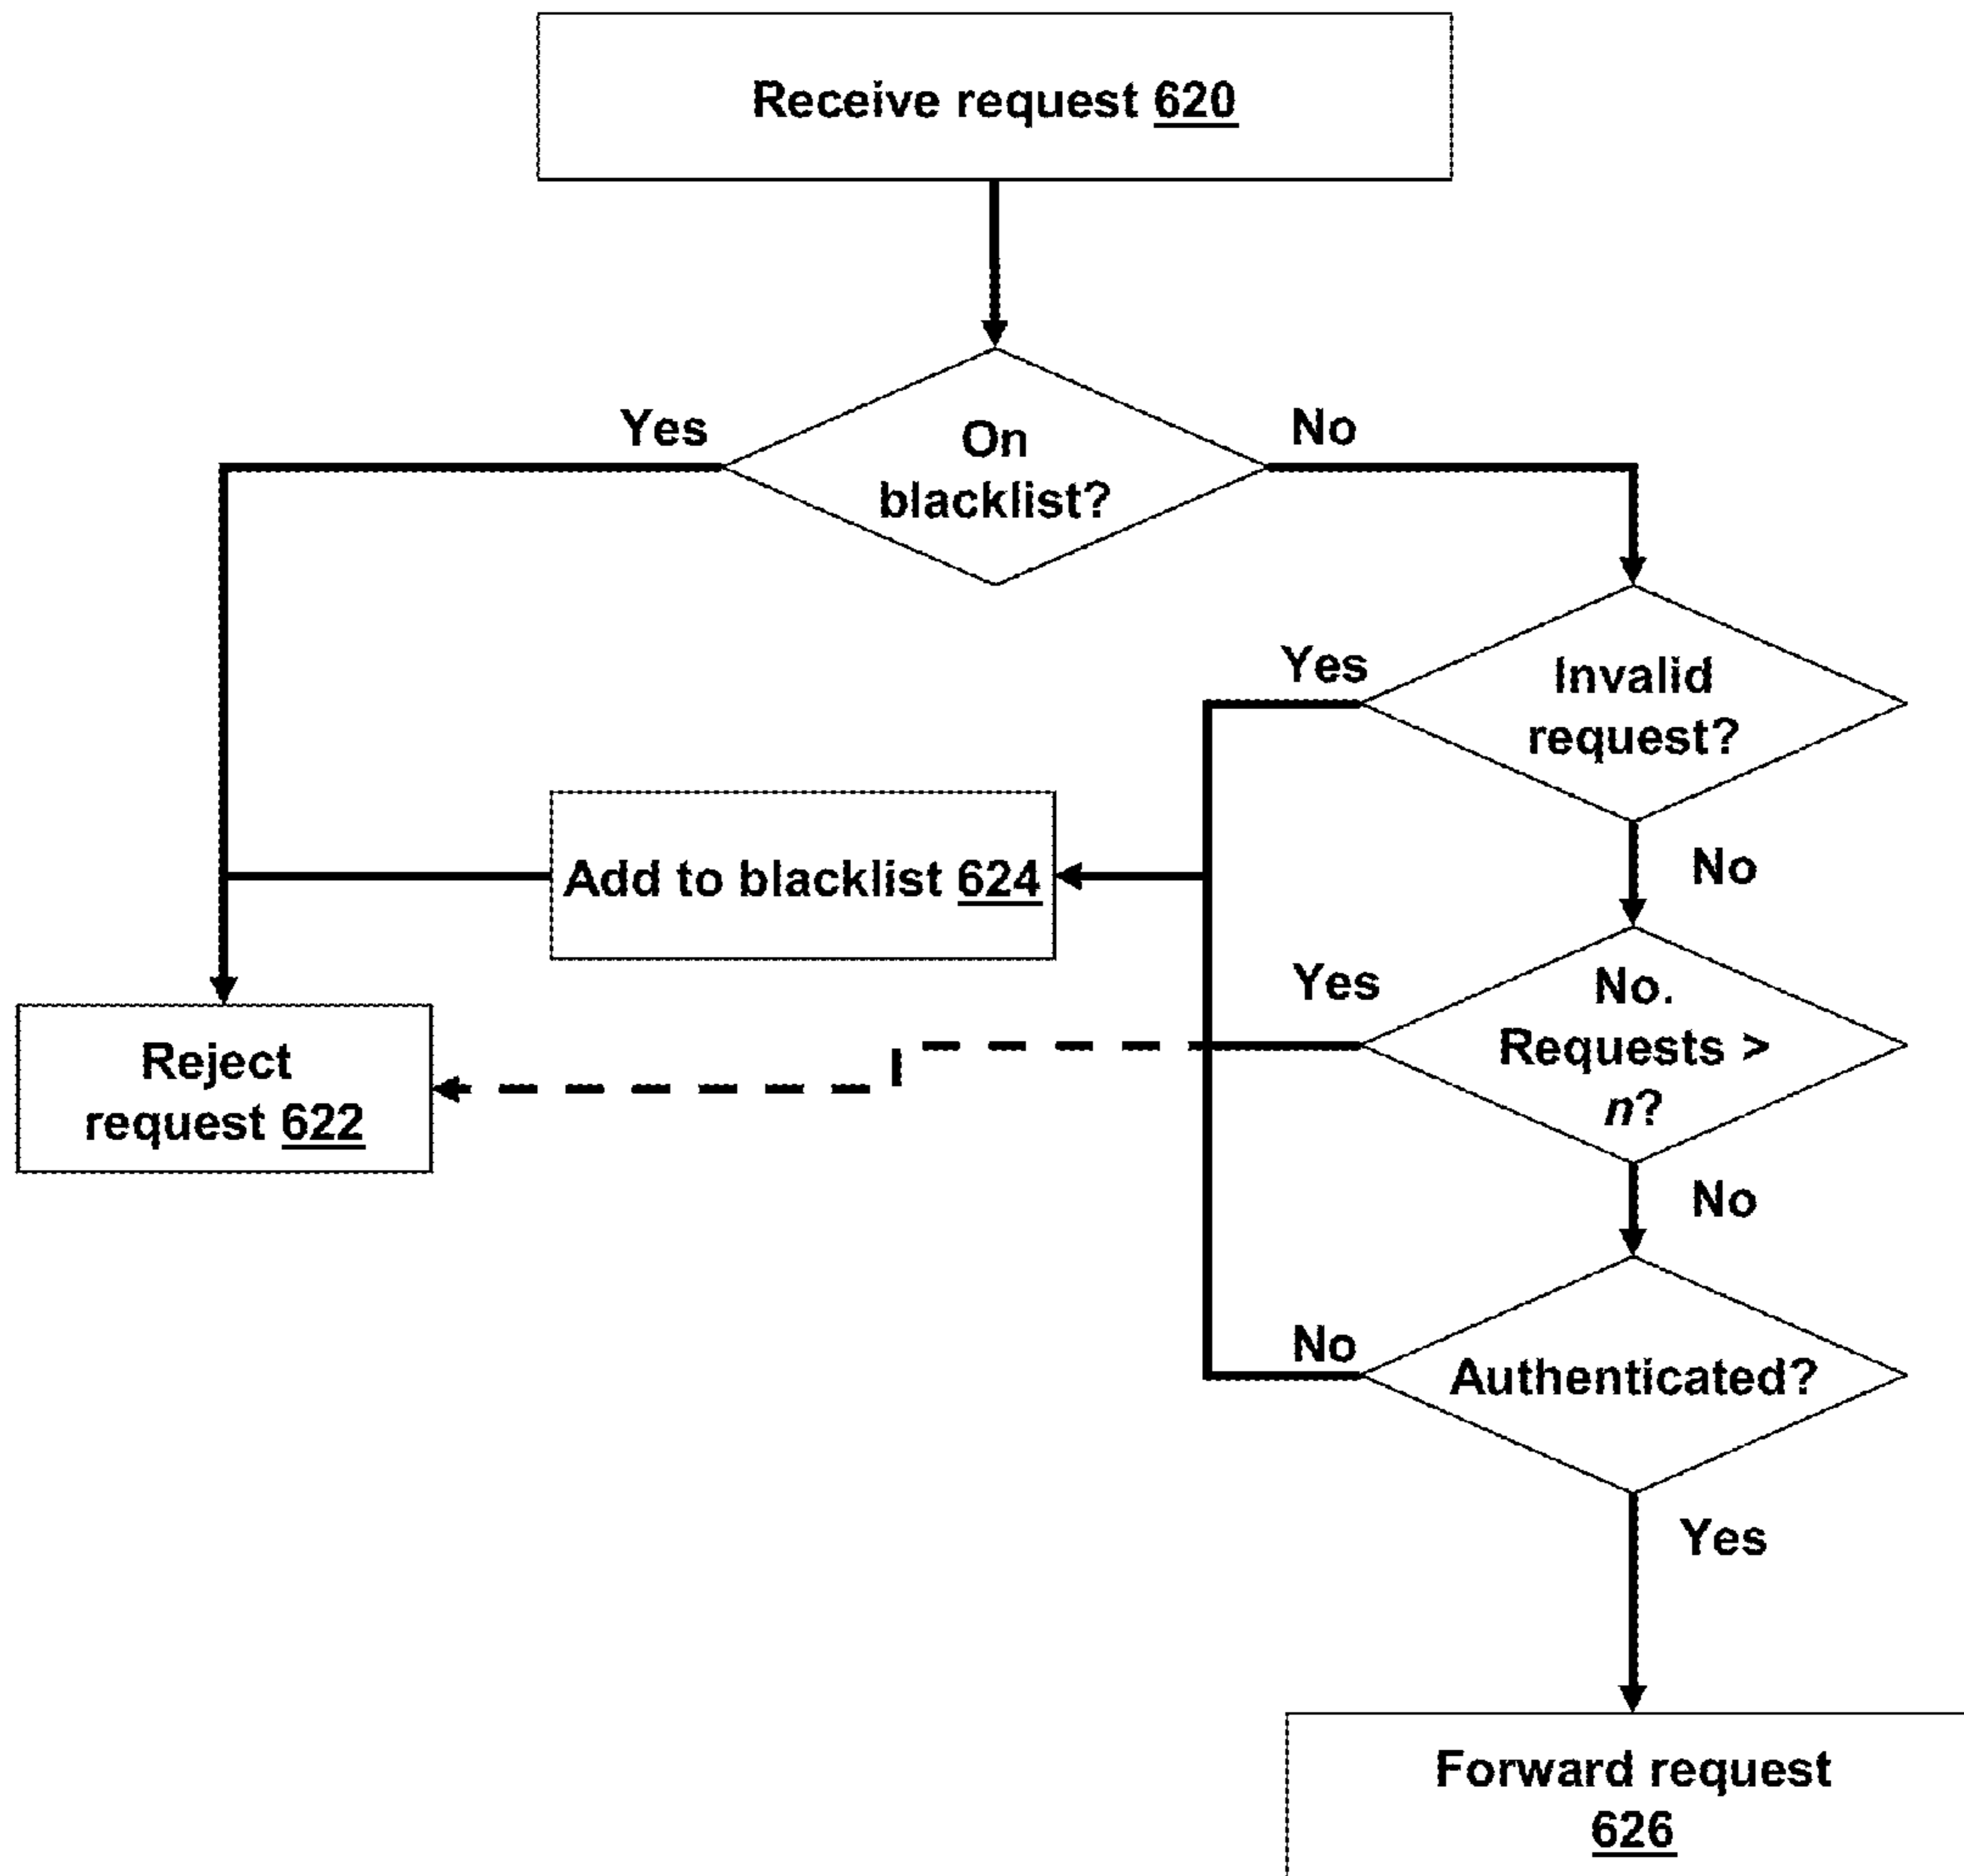 Receive request 620
Yes
On
blacklist?
No
Yes
Invalid
request?
No
Add to blacklist 624
Yes
No.
Requests >
n?
Reject
request 622
No
No
Authenticated?
Yes
Forward request
626